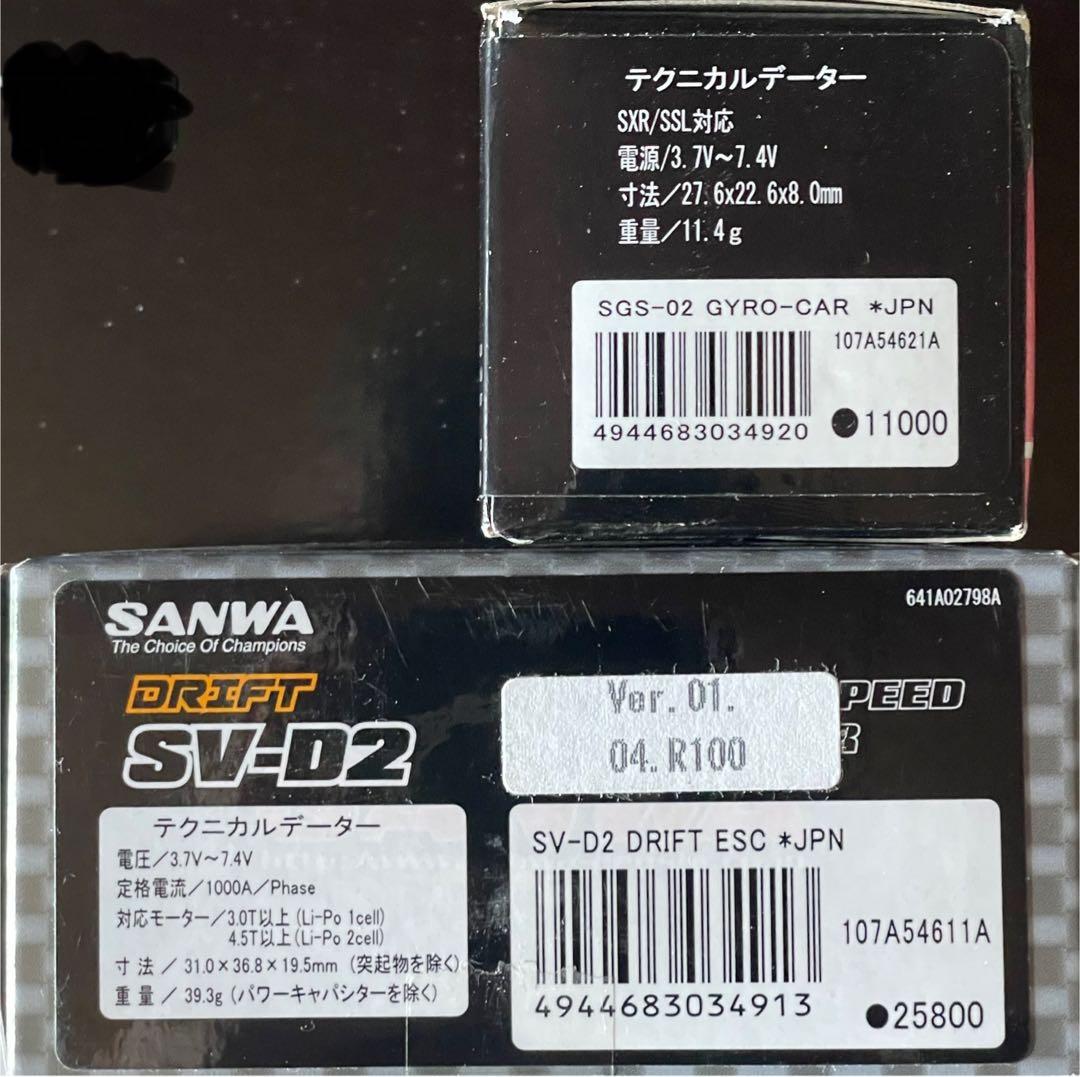 テクニカルデーター
SXR/SSL対応
電源/3.7V〜7.4V
寸法/27.6x22.6x8.0mm
重量/11.4g
SGS-02 GYRO-CAR *JPN
107A54621A
4944683034920
●11000
641A02798A
SANWA
The Choice Of Champions
DRIFT
SV-D2
Ver. 01.
04. R100
テクニカルデーター
電圧/3.7V〜7.4V
定格電流/1000A/Phase
対応モーター/3.0T以上(Li-Po 1cell)
4.5T以上(Li-Po 2cell)
寸法/31.0×36.8×19.5mm (突起物を除く)
重量/39.3g(パワーキャパシターを除く)
SV-D2 DRIFT ESC *JPN
107A54611A
4944683034913
●25800